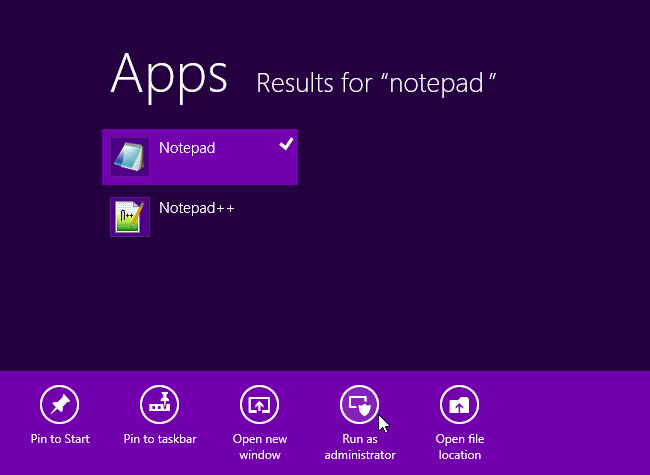 Apps Results for “notepad”
Notepad
Notepad++
Pin to Start
Pin to taskbar
Open new
window
Run as
administrator
Open file
location